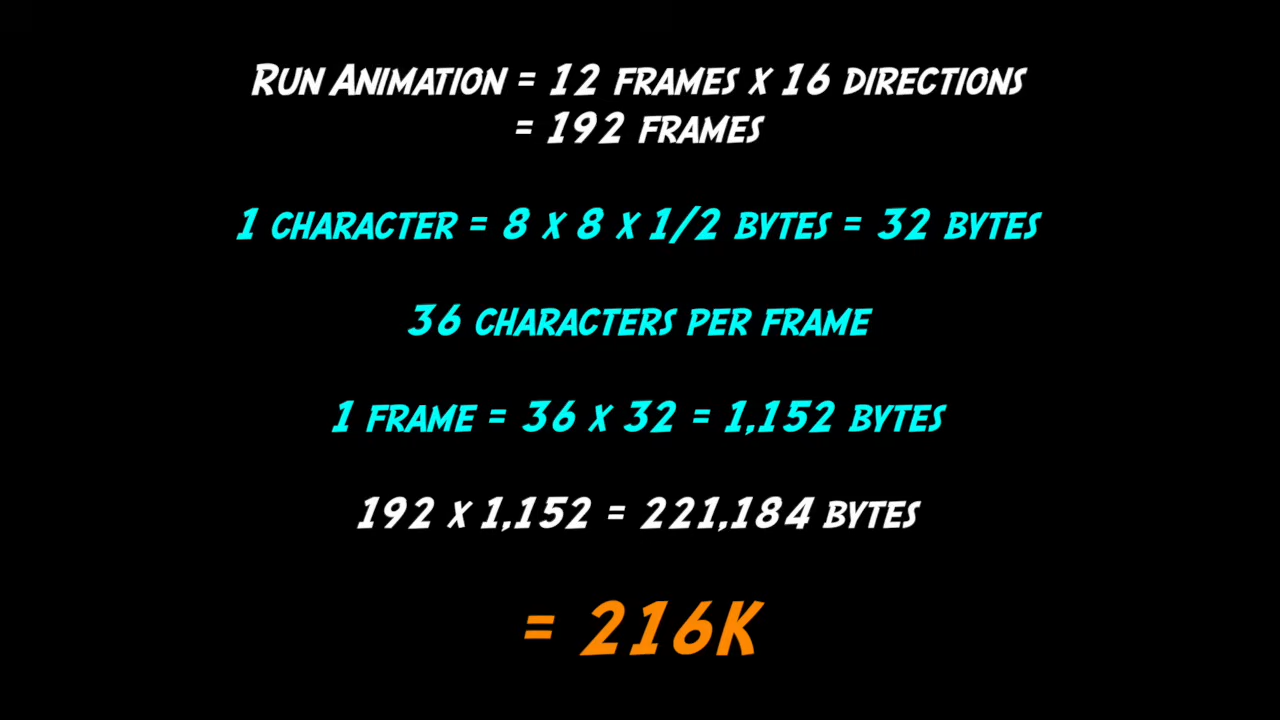 Run Animation = 12 frames x 16 directions
= 192 frames
1 character = 8 x 8 x 1/2 bytes = 32 bytes
36 characters per frame
1 frame = 36 x 32 = 1,152 bytes
192 x 1,152 = 221,184 bytes
= 216K